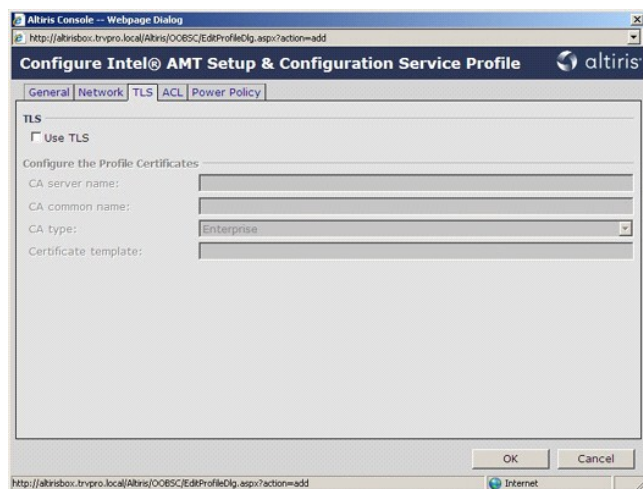 Altiris Console -- Webpage Dialog
http://altirisbox.trvpro.local/Altiris/OOBSC/EditProfileDlg.aspx?action=add
Configure Intel® AMT Setup & Configuration Service Profile
altiris
General Network TLS ACL Power Policy
TLS
Use TLS
Configure the Profile Certificates
CA server name:
CA common name:
CA type: Enterprise
Certificate template:
OK Cancel
http://altirisbox.trvpro.local/Altiris/OOBSC/EditProfileDlg.aspx?action=add Internet